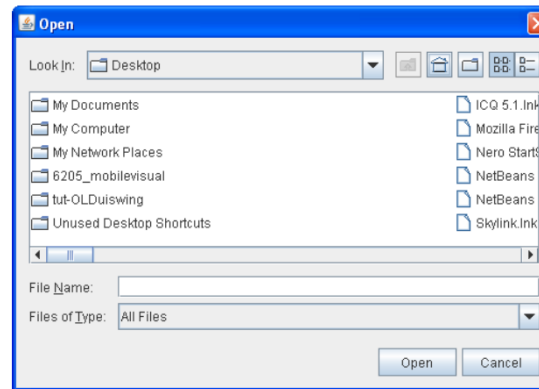 Open
Look In: Desktop
My Documents
My Computer
My Network Places
6205_mobilevisual
tut-OLDuiswing
Unused Desktop Shortcuts
ICQ 5.1.lnk
Mozilla Fire
Nero StartS
NetBeans
NetBeans
Skylink.lnk
File Name:
Files of Type: All Files
Open Cancel